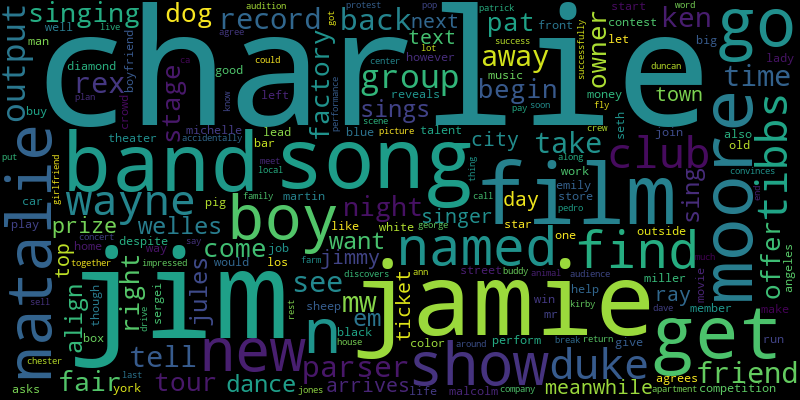 charlie
jim
jamie
song
band
film
boy
go
get
moore
natalie
new
show
named
find
club
wayne
duke
group
tibbs
n
mw
singing
dog
record
back
next
pat
ken
owner
text
away
rex
output
stage
factory
sings
begin
town
time
audition
protest
pop
patrick
front
contest
start
word
let
big
lady
man
well
live
agree
got
lot
success
successfully
however
music
center
could
duncan
diamond
boyfriend
good
reveals
money
fly
buy
plan
crowd
know
left
performance
pay
soon
crew
michelle
blue
picture
scene
seth
join
theater
lead
talent
city
take
also
convinces
accidentally
bar
meet
local
thing
along
work
old
put
girlfriend
family
martin
call
day
emily
store
sing
car
pig
night
singer
pedro
prize
welles
like
white
george
star
offer
play
home
concert
despite
come
job
want
jimmy
one
outside
top
together
impressed
way
say
would
los
farm
discovers
ticket
ann
street
buddy
animal
audience
miller
ray
angeles
movie
much
align
right
though
sergei
jules
see
sheep
win
mr
help
kirby
dave
member
make
sell
box
drive
rest
em
black
house
color
perform
around
break
return
give
run
tell
parser
chester
last
fair
york
tour
dance
arrives
life
malcolm
company
meanwhile
apartment
agrees
friend
competition
asks
jones